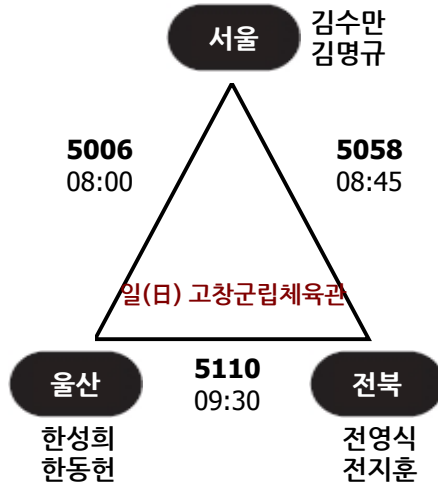 서울
김수만
김명규
5006
08:00
5058
08:45
일(日) 고창군립체육관
울산
5110
09:30
전북
한성희
한동헌
전영식
전지훈